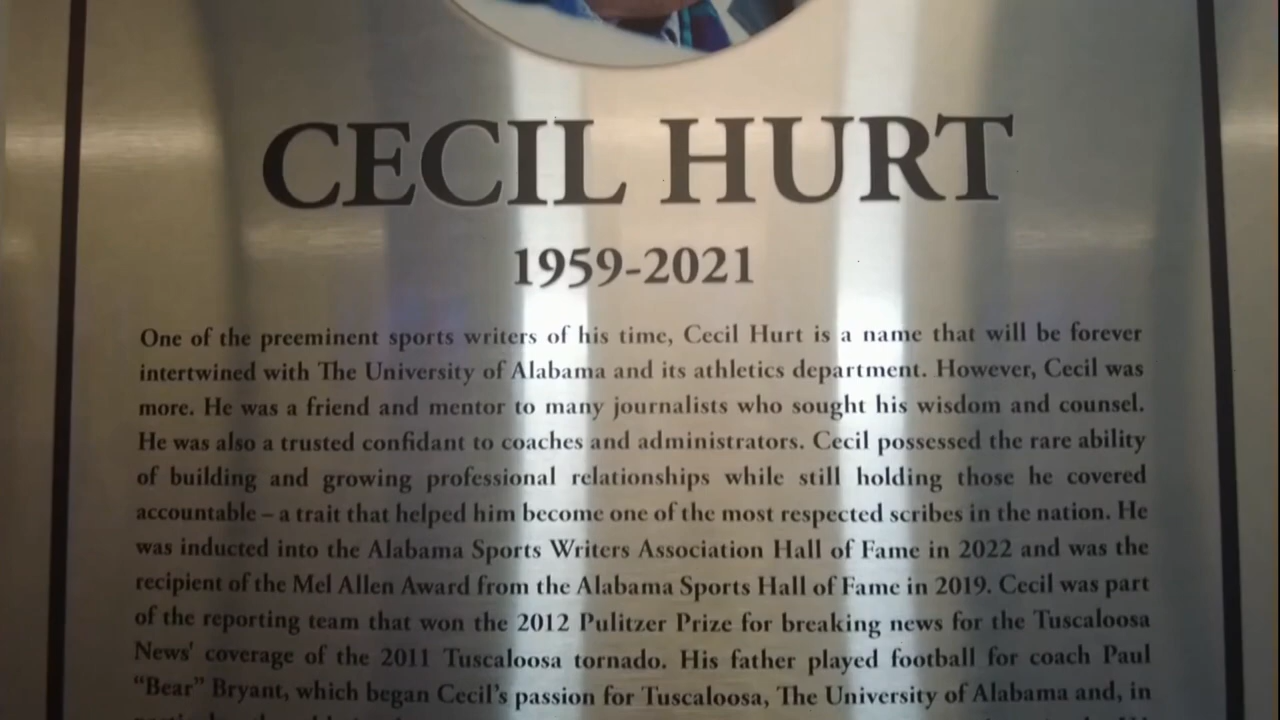 CECIL HURT
1959-2021
One of the preeminent sports writers of his time, Cecil Hurt is a name that will be forever
intertwined with The University of Alabama and its athletics department. However, Cecil was
more. He was a friend and mentor to many journalists who sought his wisdom and counsel.
He was also a trusted confidant to coaches and administrators. Cecil possessed the rare ability
of building and growing professional relationships while still holding those he covered
accountable – a trait that helped him become one of the most respected scribes in the nation. He
was inducted into the Alabama Sports Writers Association Hall of Fame in 2022 and was the
recipient of the Mel Allen Award from the Alabama Sports Hall of Fame in 2019. Cecil was part
of the reporting team that won the 2012 Pulitzer Prize for breaking news for the Tuscaloosa
News' coverage of the 2011 Tuscaloosa tornado. His father played football for coach Paul
“Bear” Bryant, which began Cecil’s passion for Tuscaloosa, The University of Alabama and, in